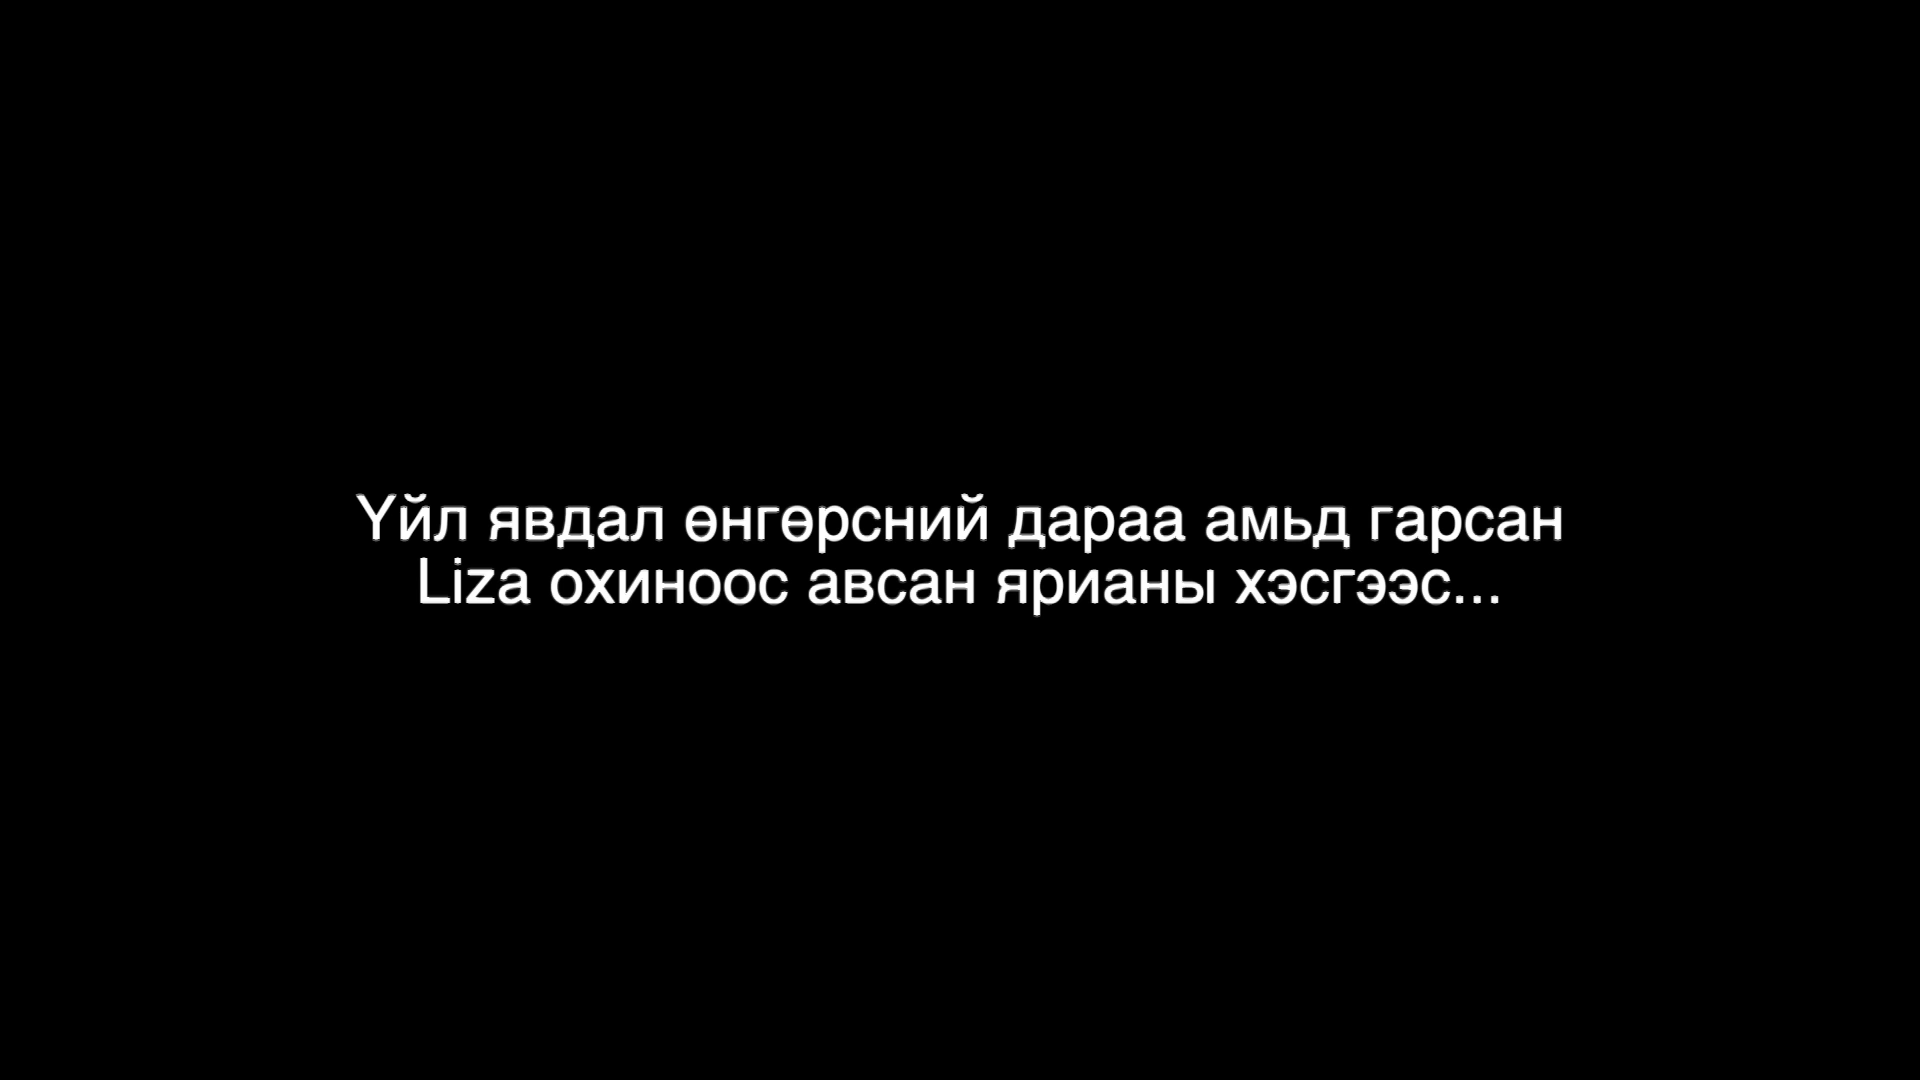 Үйл явдал өнгөрсний дараа амьд гарсан
Liza охиноос авсан ярианы хэсгээс...